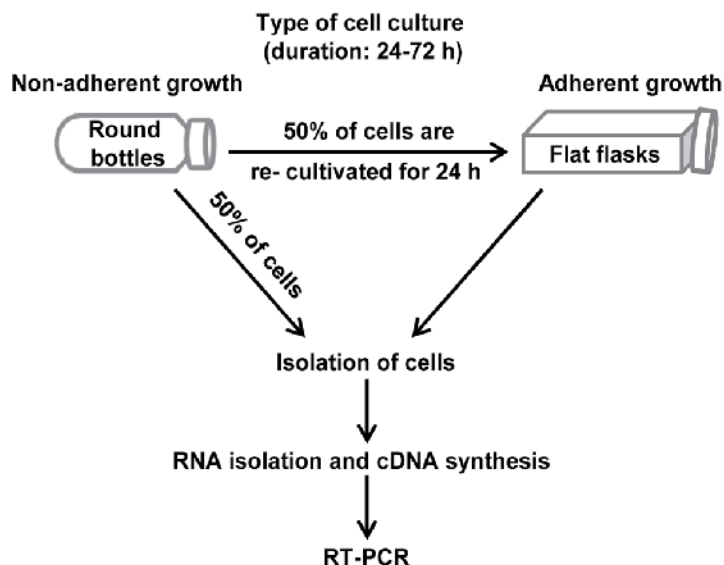 Type of cell culture
(duration: 24-72 h)
Non-adherent growth
Adherent growth
Round
bottles
50% of cells are
re- cultivated for 24 h
Flat flasks
50% of cells
Isolation of cells
RNA isolation and cDNA synthesis
RT-PCR